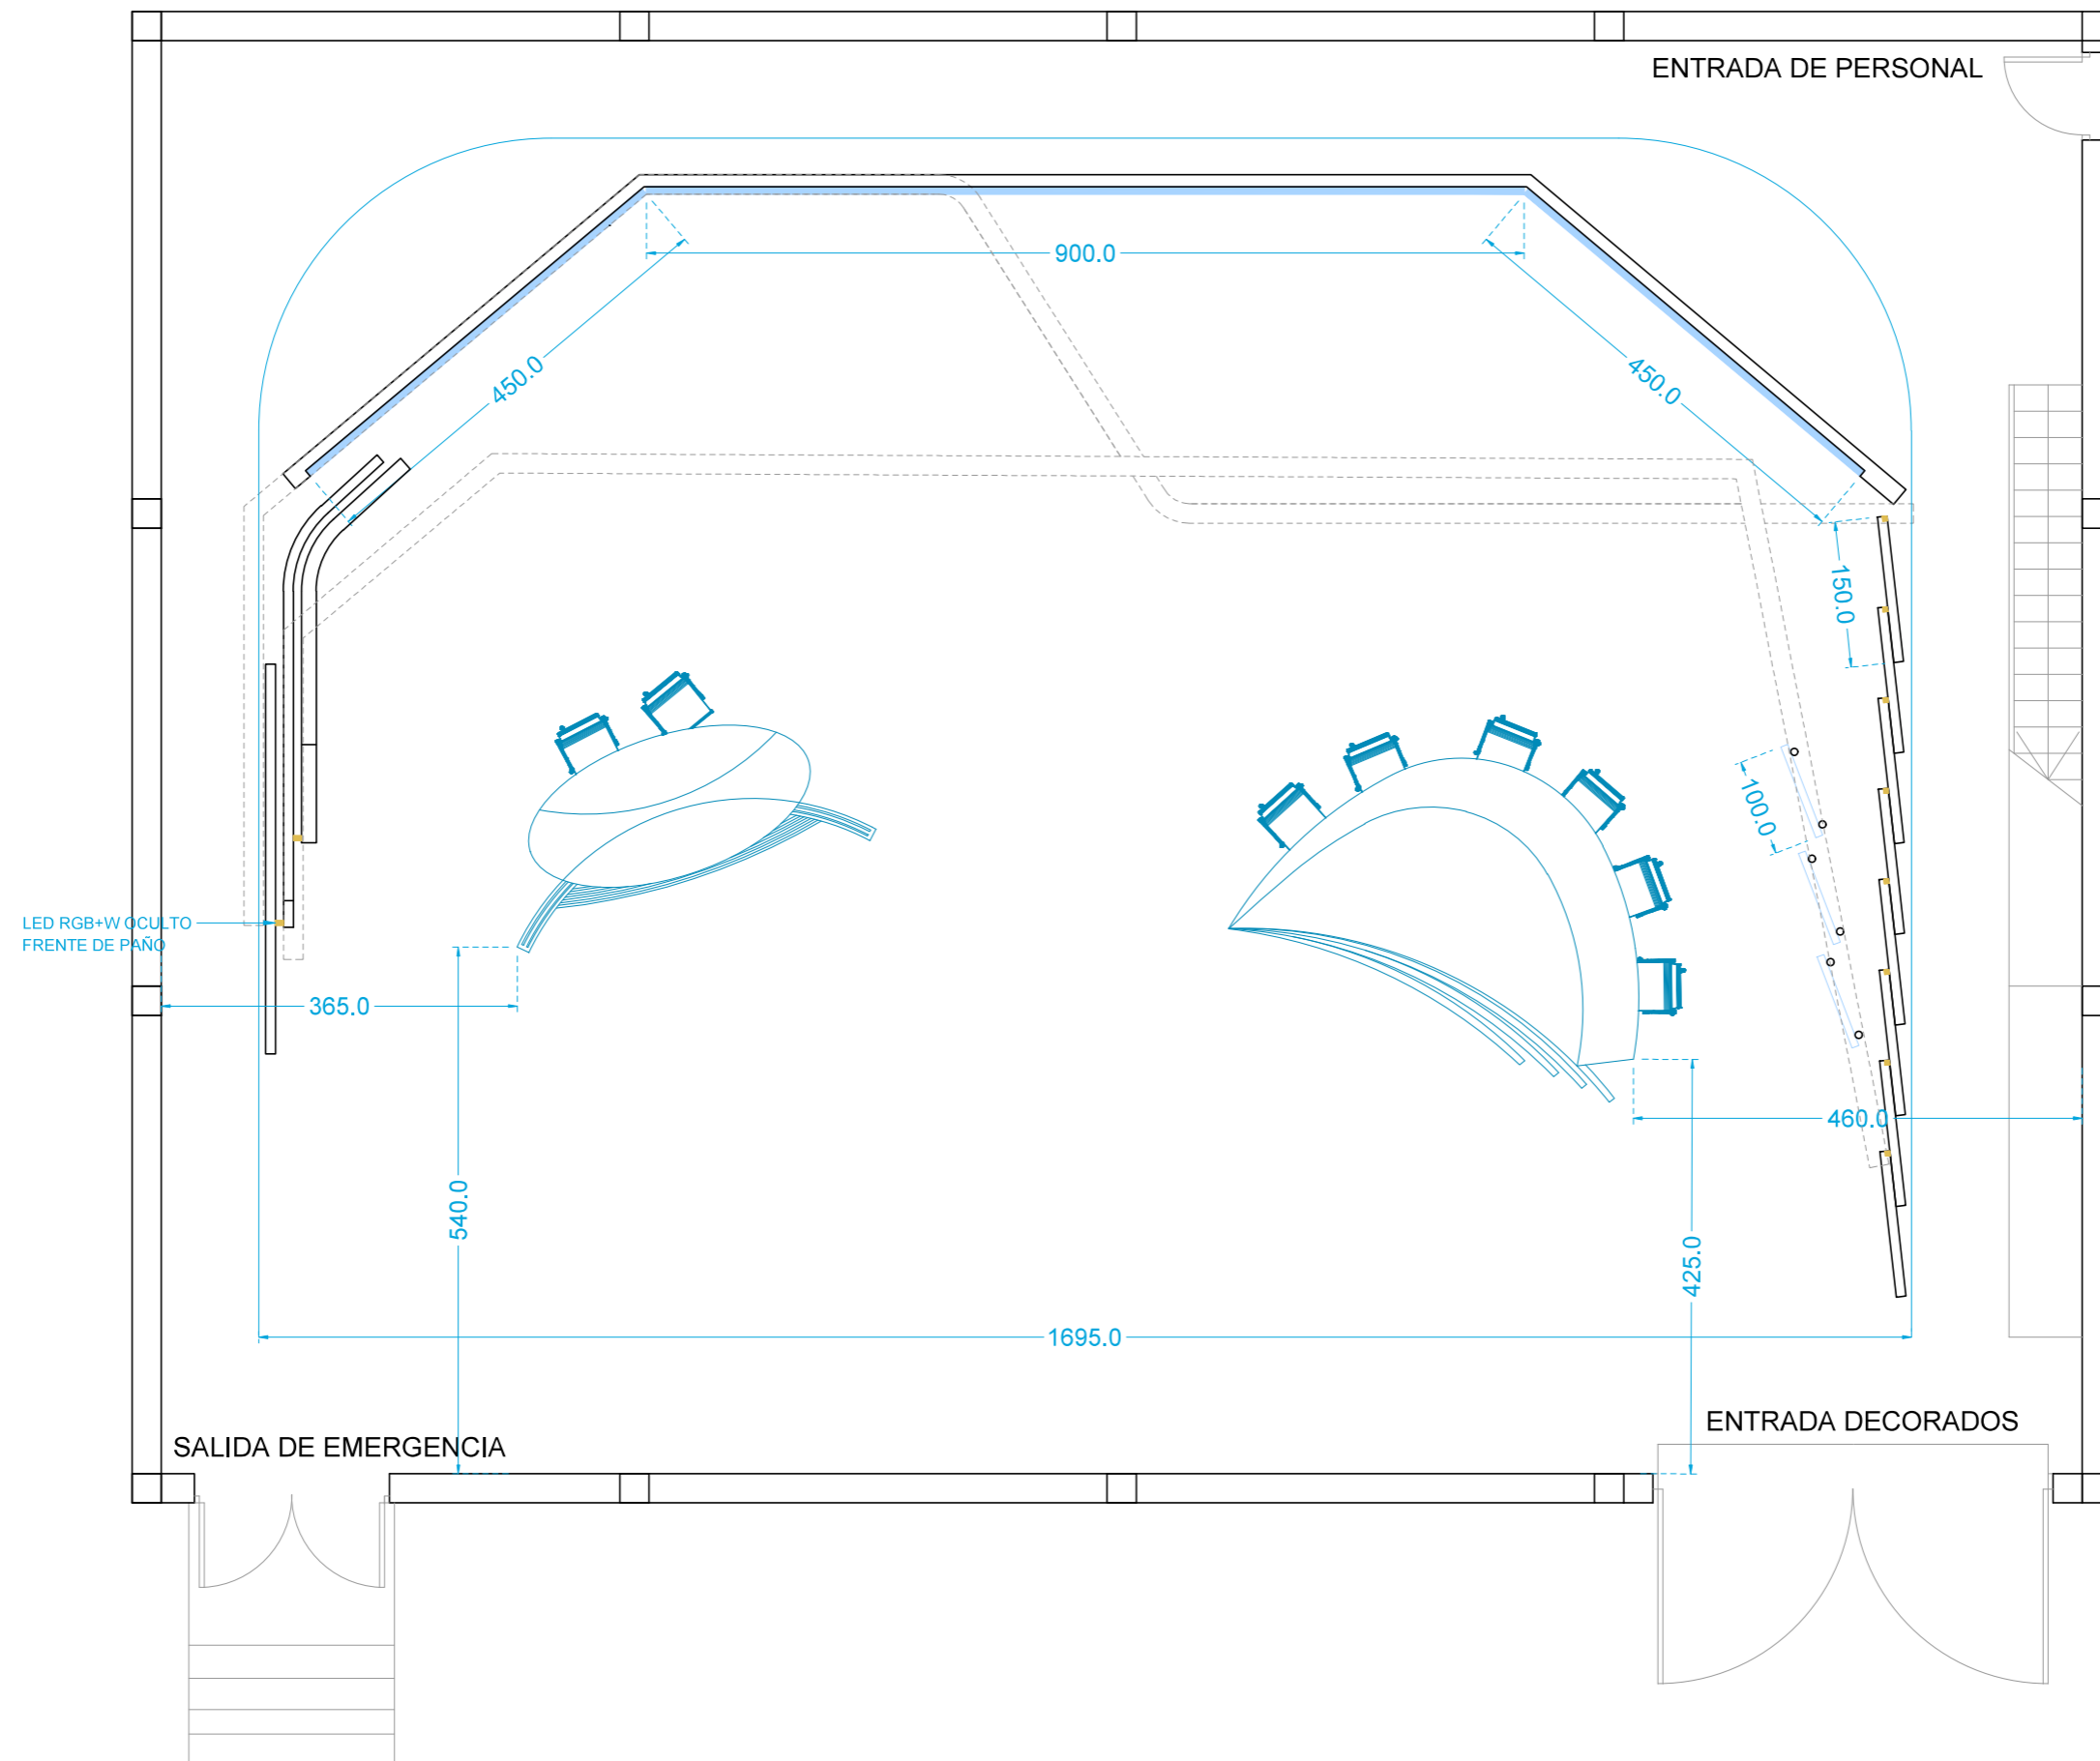 ENTRADA DE PERSONAL
900.0
450.0
450.0
150.0
100.0
LED RGB+W OCULTO
FRENTE DE PAÑO
365.0
460.0
540.0
425.0
1695.0
ENTRADA DECORADOS
SALIDA DE EMERGENCIA